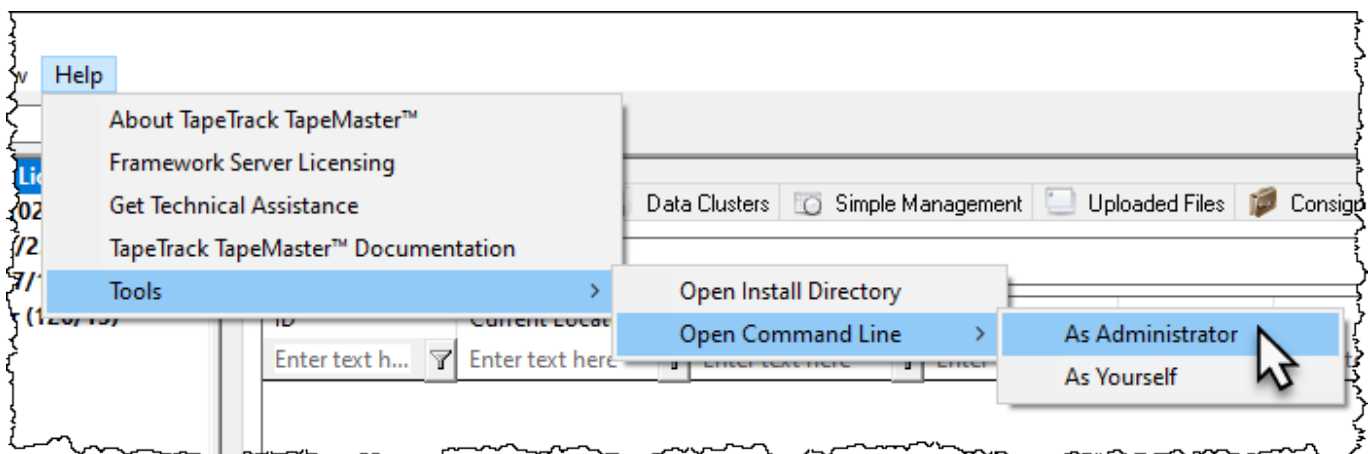 Help
About TapeTrack TapeMaster™
Framework Server Licensing
Get Technical Assistance
TapeTrack TapeMaster™ Documentation
Tools
Data Clusters Simple Management Uploaded Files
Open Install Directory
Open Command Line
As Administrator
As Yourself
ID
Enter text h... Enter text here